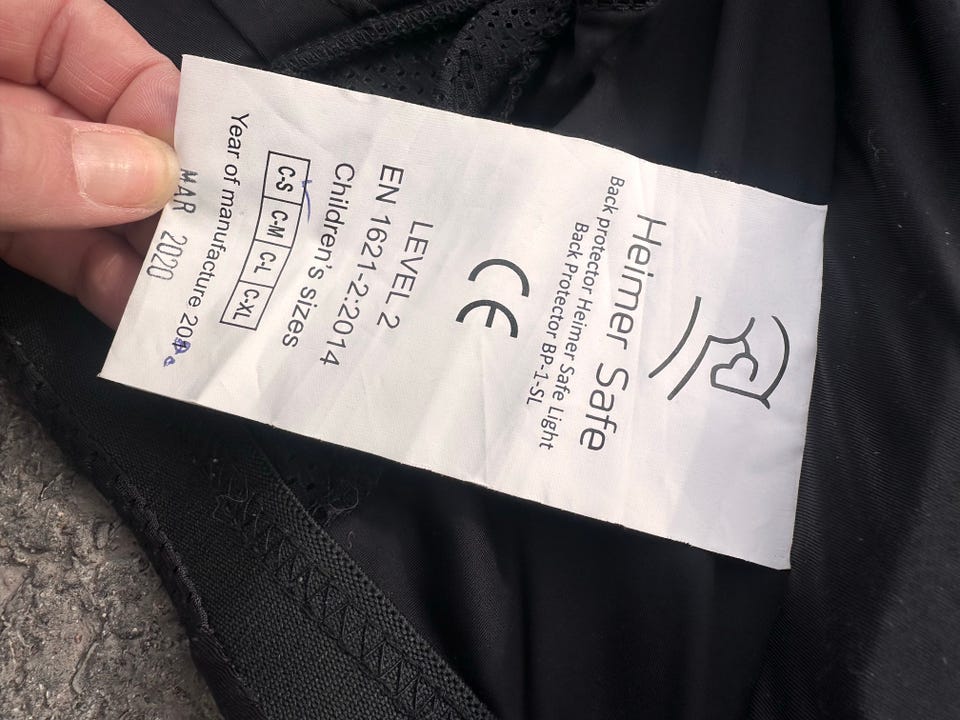 Heimer Safe
Back protector Heimer Safe Light
Back Protector BP-1-SL
CE
LEVEL 2
EN 1621-2:2014
Children's sizes
C-S C-M C-L C-XL
Year of manufacture 20
MAR 2020